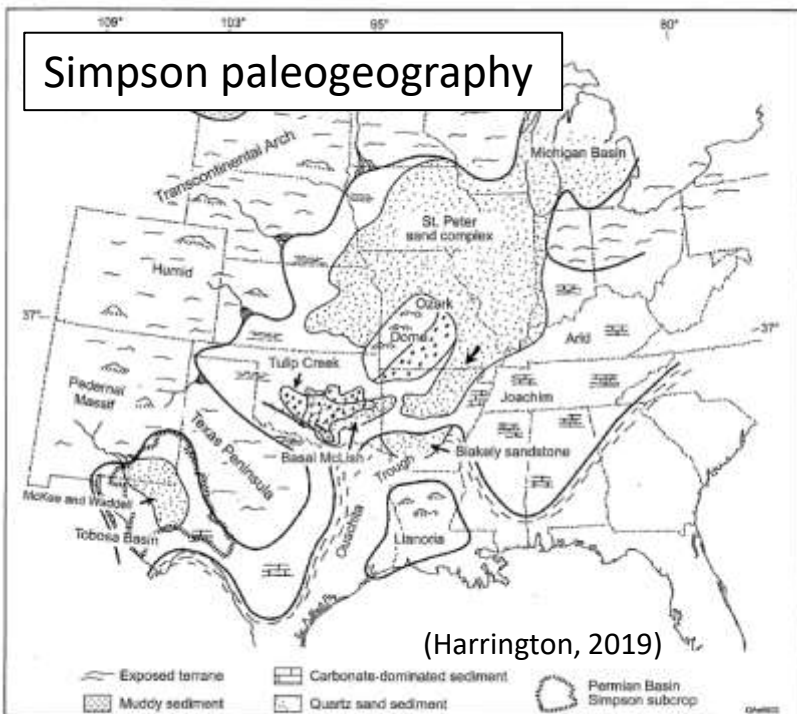 109°
103°
95°
80°
Simpson paleogeography
Michigan Basin
Transcontinental Arch
St. Peter
sand complex
Humid
Ozark
Dome
37°
Arid
37°
Tulip Creek
Pedernal
Massif
Joachim
Texas Peninsula
Basal McLish
Trough
Blakely sandstone
McKee and Waddell
Tobosa Basin
Ouachita
Llanoria
(Harrington, 2019)
Exposed terrane
Carbonate-dominated sediment
Permian Basin
Simpson subcrop
Muddy sediment
Quartz sand sediment